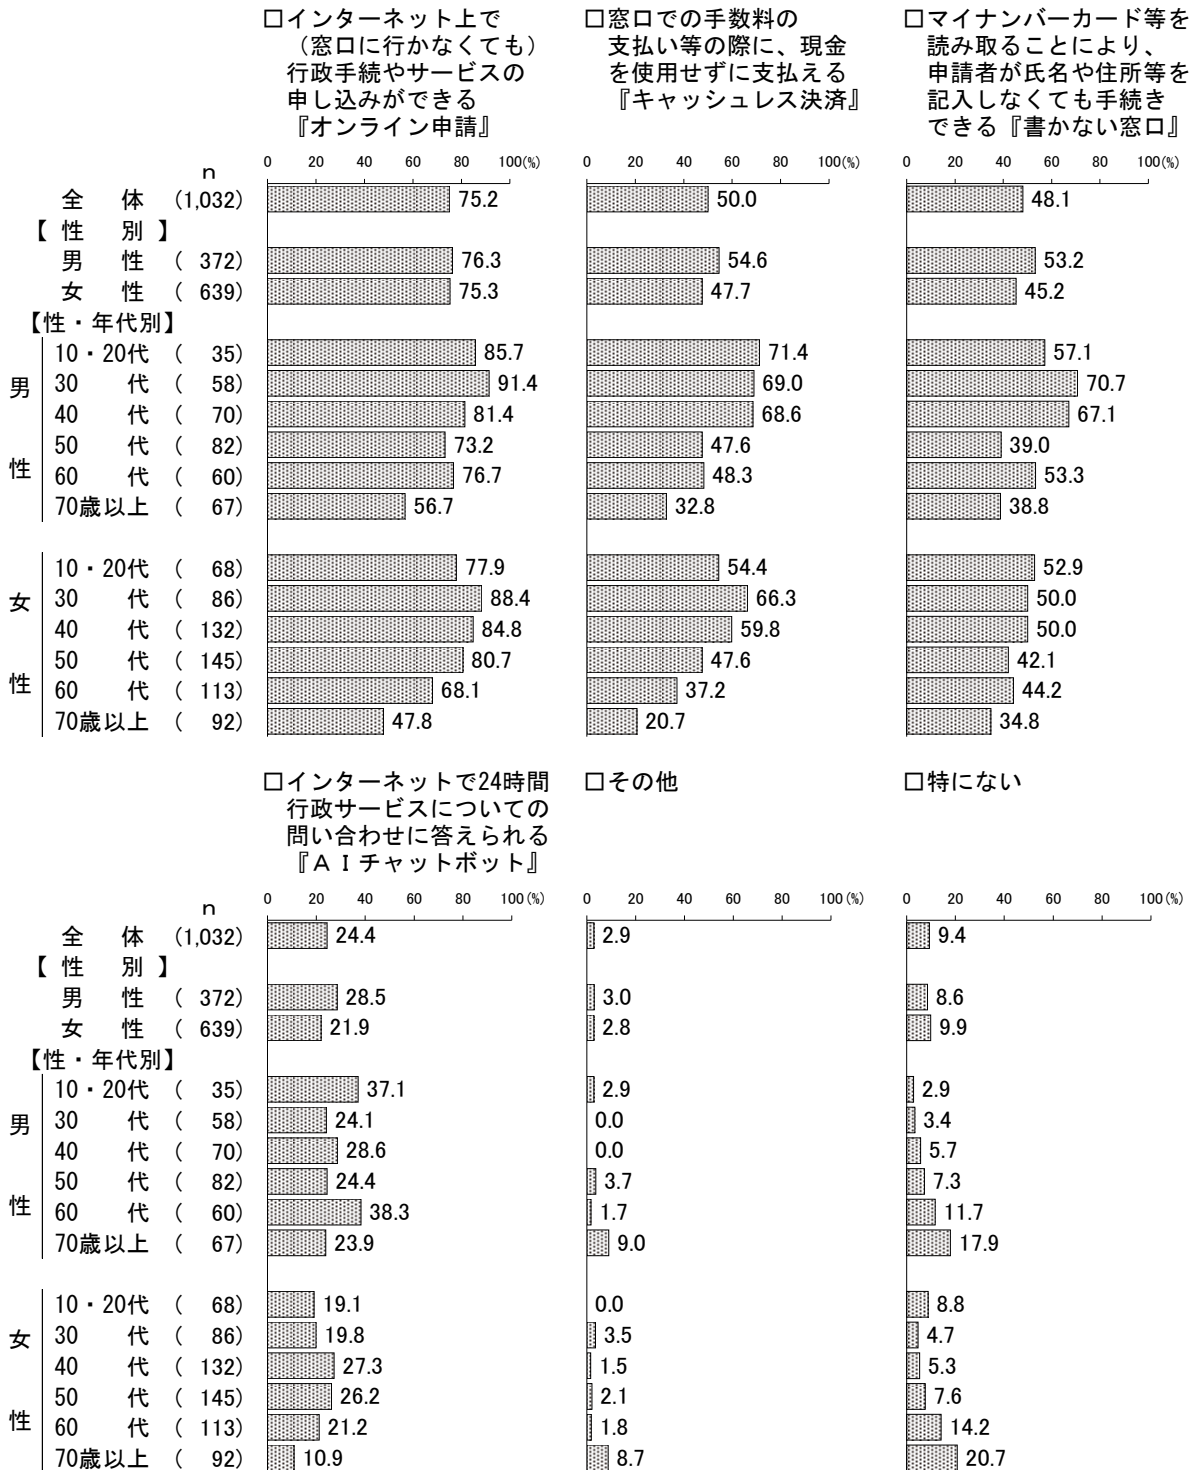 □インターネット上で
（窓口に行かなくても）
行政手続やサービスの
申し込みができる
『オンライン申請』
□窓口での手数料の
支払い等の際に、現金
を使用せずに支払える
『キャッシュレス決済』
□マイナンバーカード等を
読み取ることにより、
申請者が氏名や住所等を
記入しなくても手続き
できる『書かない窓口』
n 0 20 40 60 80 100(%) 0 20 40 60 80 100(%) 0 20 40 60 80 100(%)
全 体 (1,032) 75.2 50.0 48.1
【 性 別 】
男 性 ( 372) 76.3 54.6 53.2
女 性 ( 639) 75.3 47.7 45.2
【性・年代別】
男性
10・20代 ( 35) 85.7 71.4 57.1
30 代 ( 58) 91.4 69.0 70.7
40 代 ( 70) 81.4 68.6 67.1
50 代 ( 82) 73.2 47.6 39.0
60 代 ( 60) 76.7 48.3 53.3
70歳以上 ( 67) 56.7 32.8 38.8
女性
10・20代 ( 68) 77.9 54.4 52.9
30 代 ( 86) 88.4 66.3 50.0
40 代 ( 132) 84.8 59.8 50.0
50 代 ( 145) 80.7 47.6 42.1
60 代 ( 113) 68.1 37.2 44.2
70歳以上 ( 92) 47.8 20.7 34.8
□インターネットで24時間
行政サービスについての
問い合わせに答えられる
『ＡＩチャットボット』
□その他
□特にない
n 0 20 40 60 80 100(%) 0 20 40 60 80 100(%) 0 20 40 60 80 100(%)
全 体 (1,032) 24.4 2.9 9.4
【 性 別 】
男 性 ( 372) 28.5 3.0 8.6
女 性 ( 639) 21.9 2.8 9.9
【性・年代別】
男性
10・20代 ( 35) 37.1 2.9 2.9
30 代 ( 58) 24.1 0.0 3.4
40 代 ( 70) 28.6 0.0 5.7
50 代 ( 82) 24.4 3.7 7.3
60 代 ( 60) 38.3 1.7 11.7
70歳以上 ( 67) 23.9 9.0 17.9
女性
10・20代 ( 68) 19.1 0.0 8.8
30 代 ( 86) 19.8 3.5 4.7
40 代 ( 132) 27.3 1.5 5.3
50 代 ( 145) 26.2 2.1 7.6
60 代 ( 113) 21.2 1.8 14.2
70歳以上 ( 92) 10.9 8.7 20.7